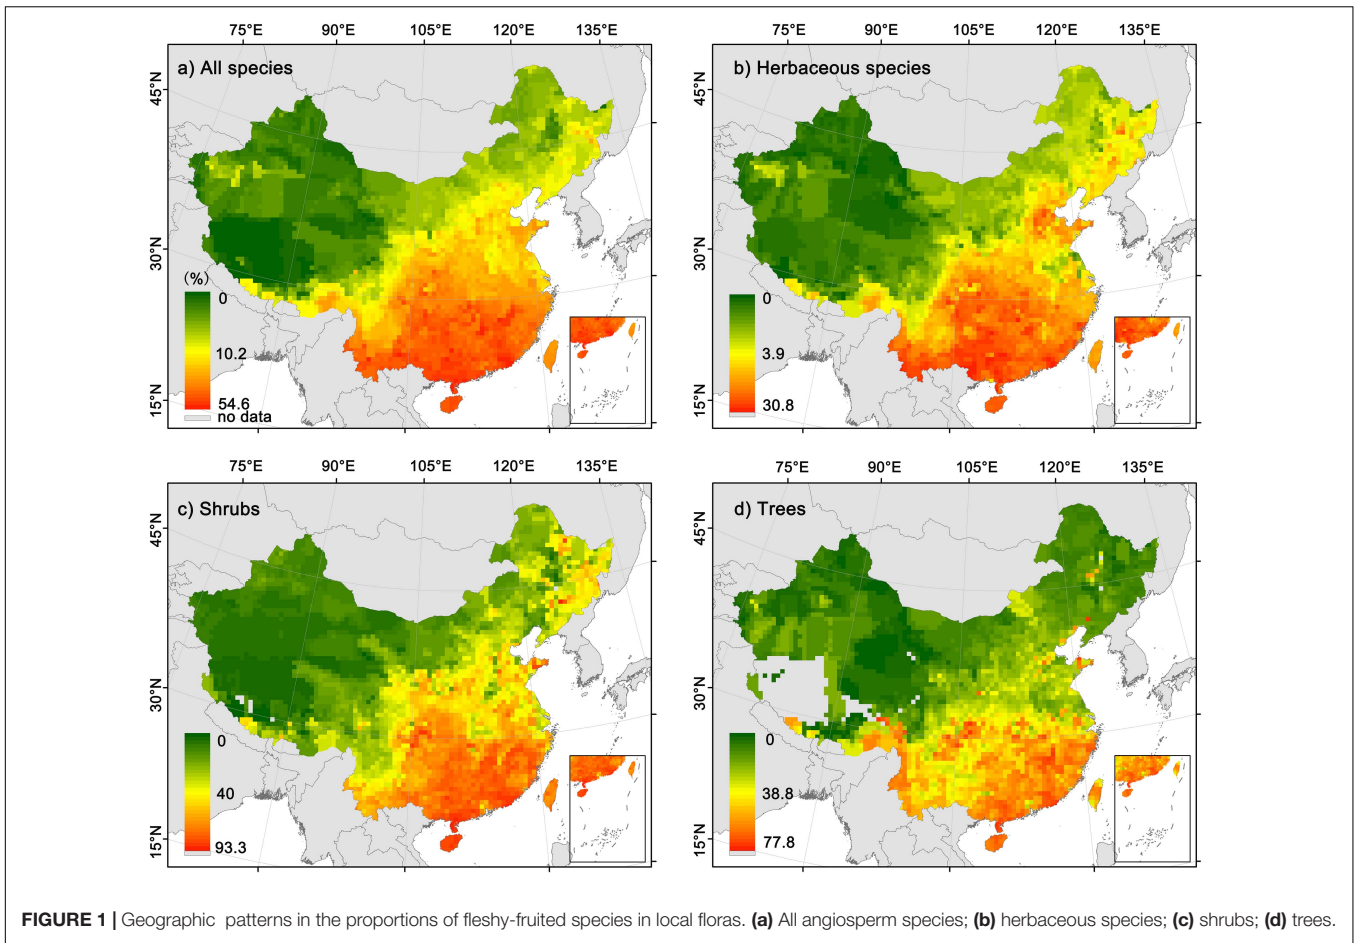 75°E 90°E 105°E 120°E 135°E
75°E 90°E 105°E 120°E 135°E
a) All species
b) Herbaceous species
45°N
45°N
30°N
30°N
(%)
0
0
10.2
3.9
54.6
30.8
no data
15°N
15°N
75°E 90°E 105°E 120°E 135°E
75°E 90°E 105°E 120°E 135°E
c) Shrubs
d) Trees
45°N
45°N
30°N
30°N
0
0
40
38.8
93.3
77.8
15°N
15°N
FIGURE 1 | Geographic patterns in the proportions of fleshy-fruited species in local floras. (a) All angiosperm species; (b) herbaceous species; (c) shrubs; (d) trees.